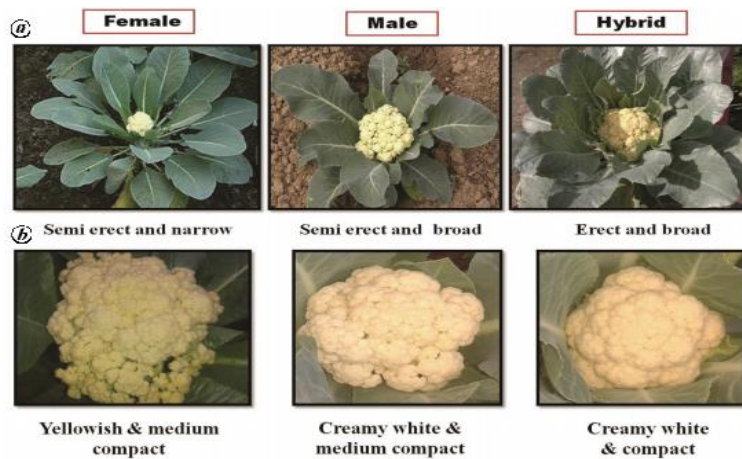 Female Male Hybrid
a
Semi erect and narrow Semi erect and broad Erect and broad
b
Yellowish & medium Creamy white & Creamy white
compact medium compact & compact